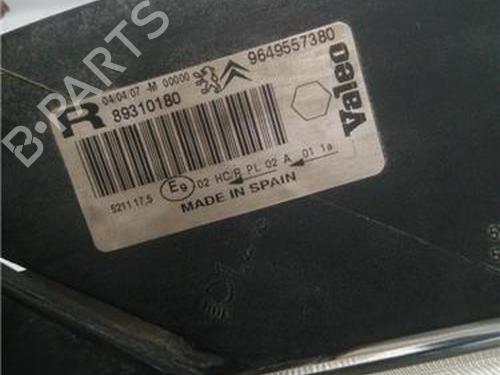 B-PARTS
04/04/07 -M 00000
9649557380
R
89310180
Valeo
5211 17,5
E9
02 HC/R PL 02 A 01 1a
MADE IN SPAIN